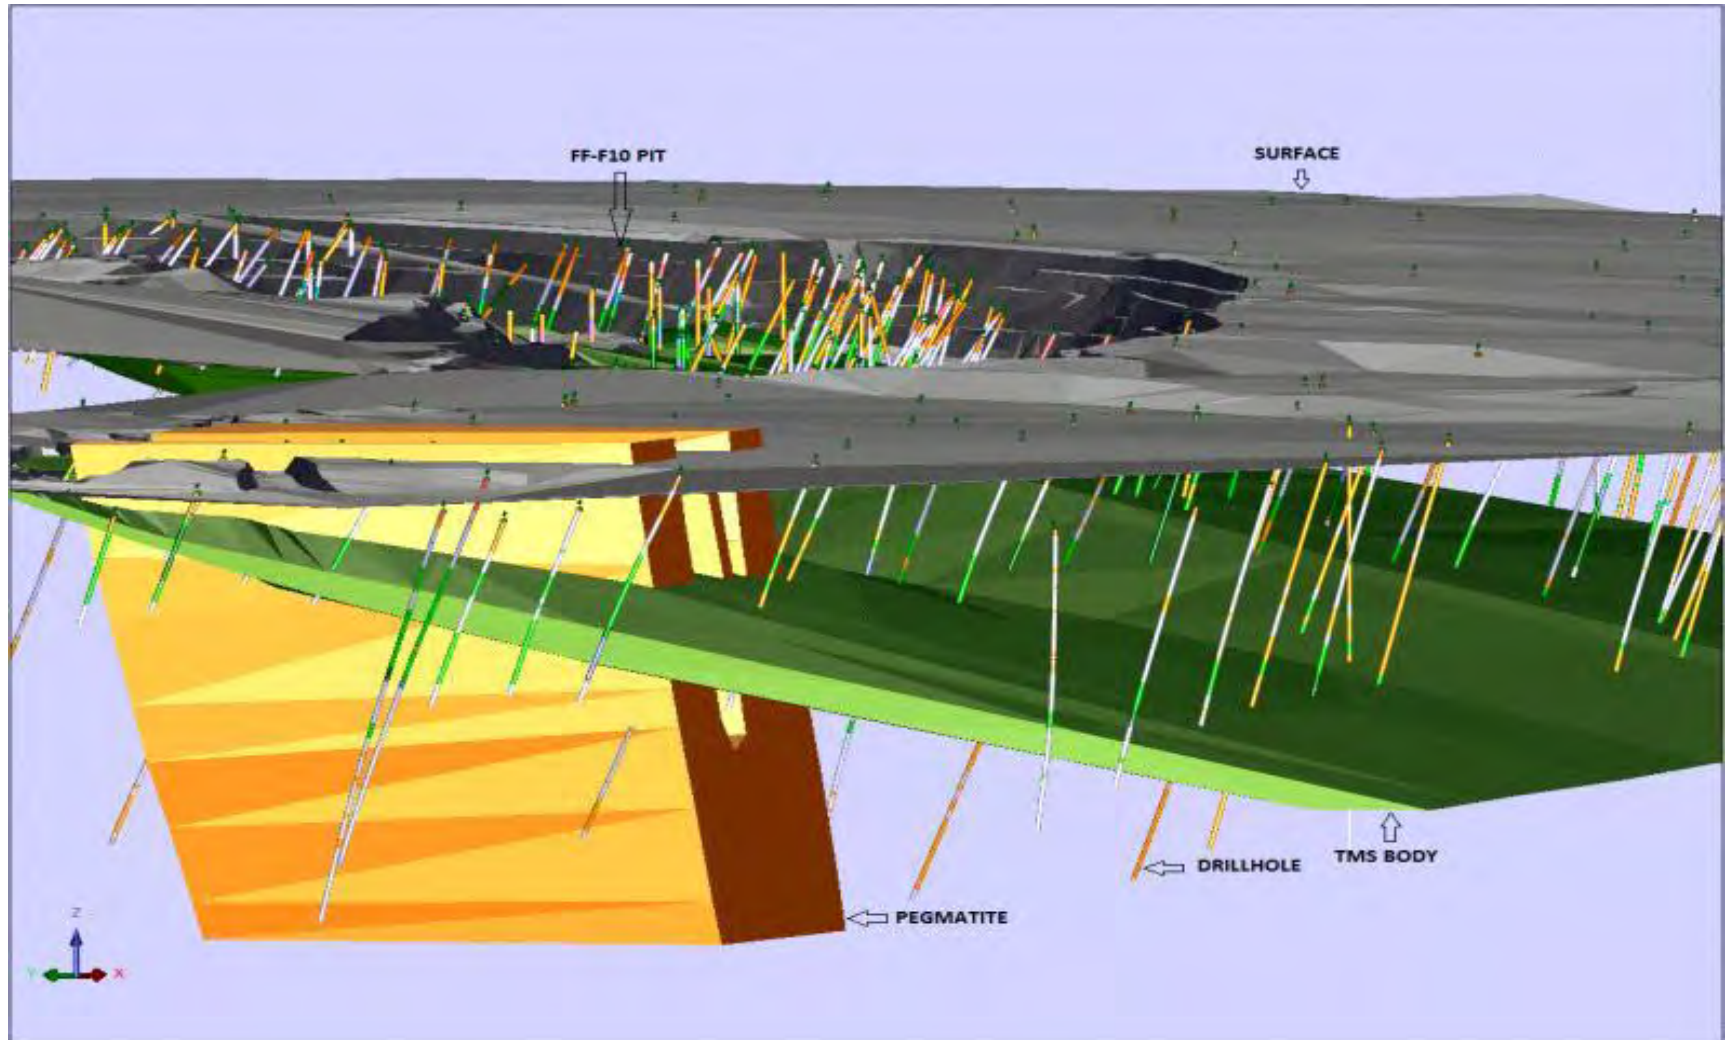 FF-F10 PIT
SURFACE
TMS BODY
DRILLHOLE
PEGMATITE
Z
Y
X